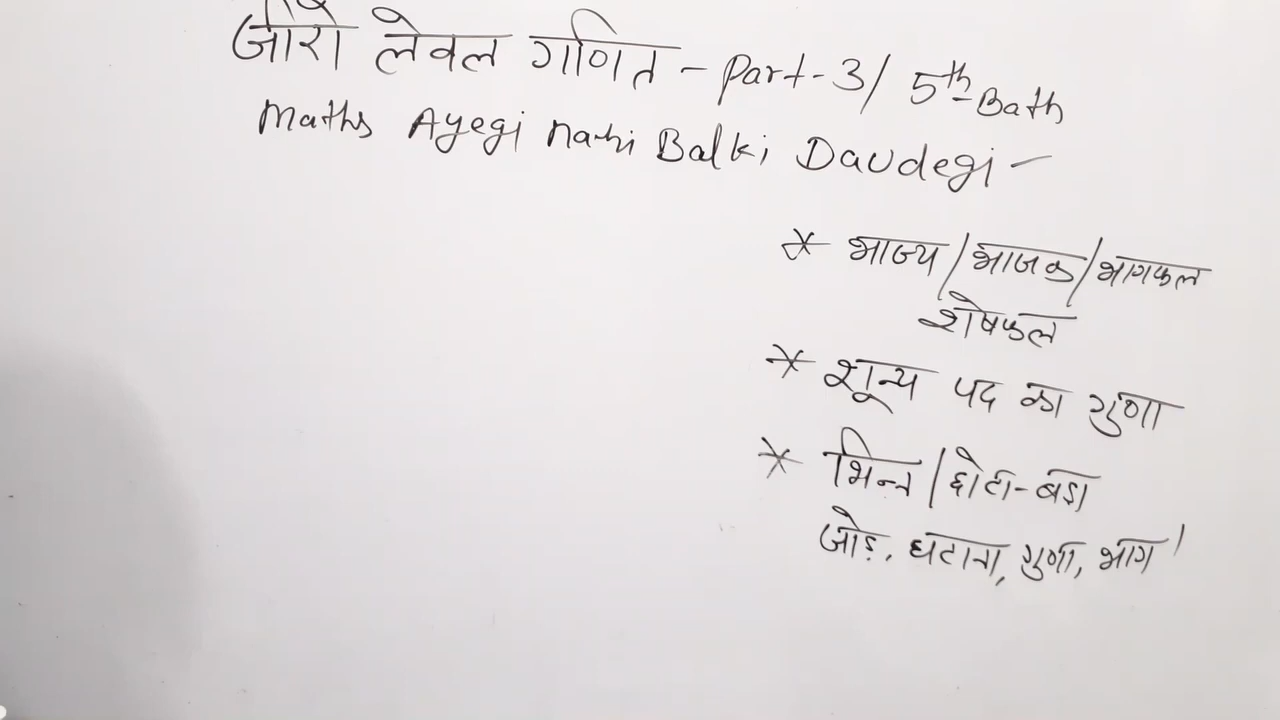 जीरो लेवल गणित - Part-3/ 5th Bath
Maths Ayegi Nahi Balki Daudegi -
* भाज्य/भाजक/भागफल
शेषफल
* शून्य पद का गुणा
* भिन्न/छोटा-बड़ा
जोड़, घटाना, गुणा, भाग।